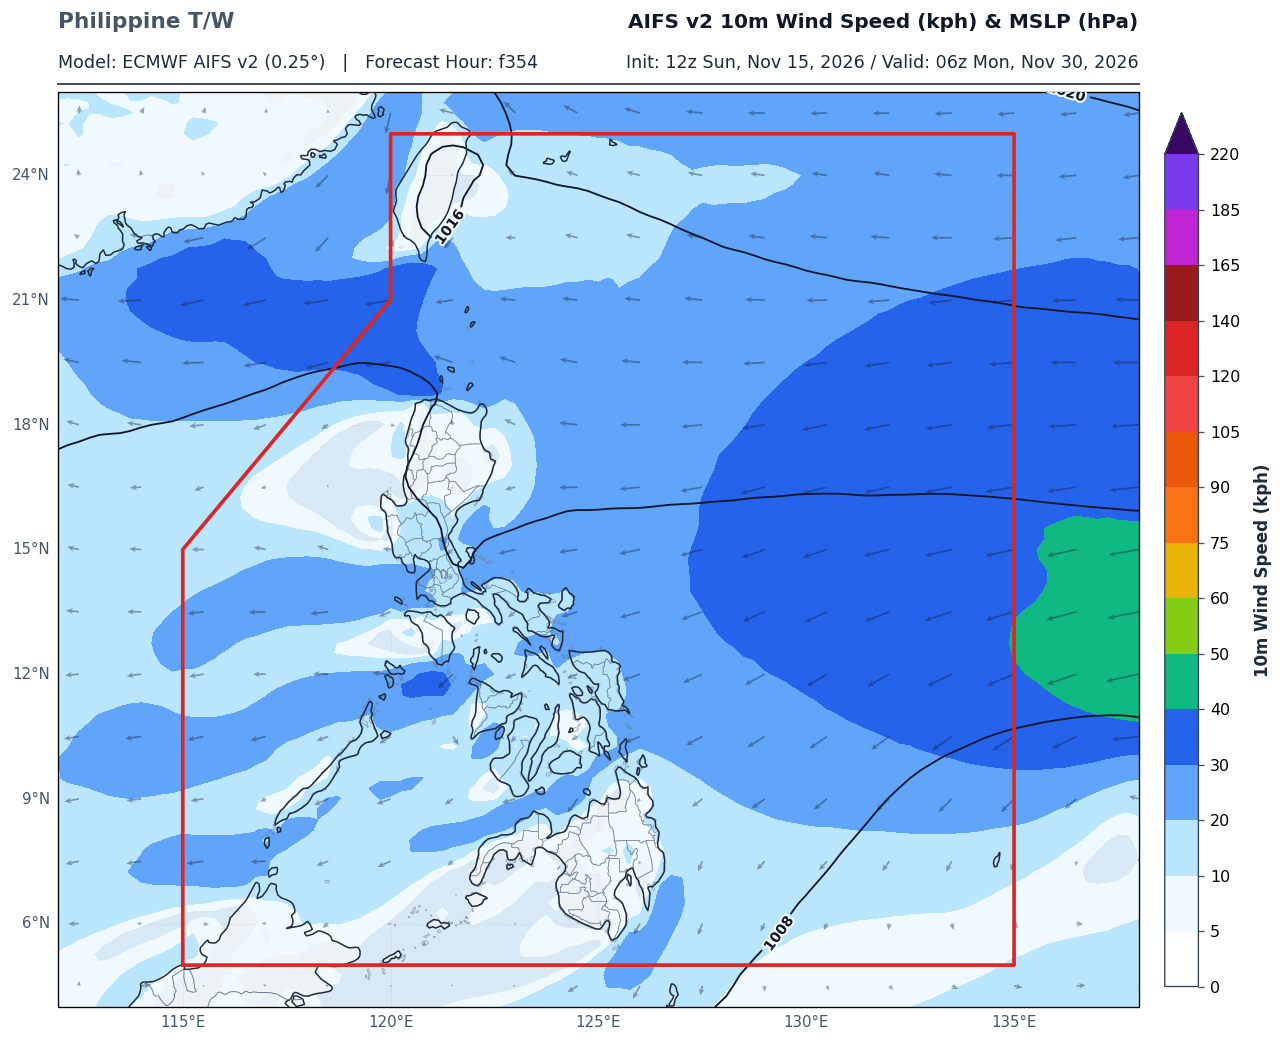 Philippine T/W
AIFS v2 10m Wind Speed (kph) & MSLP (hPa)
Model: ECMWF AIFS v2 (0.25°) | Forecast Hour: f354
Init: 12z Sun, Nov 15, 2026 / Valid: 06z Mon, Nov 30, 2026
1020
24°N
1016
21°N
18°N
15°N
12°N
9°N
6°N
1008
115°E
120°E
125°E
130°E
135°E
220
185
165
140
120
105
90
75
60
50
40
30
20
10
5
0
10m Wind Speed (kph)